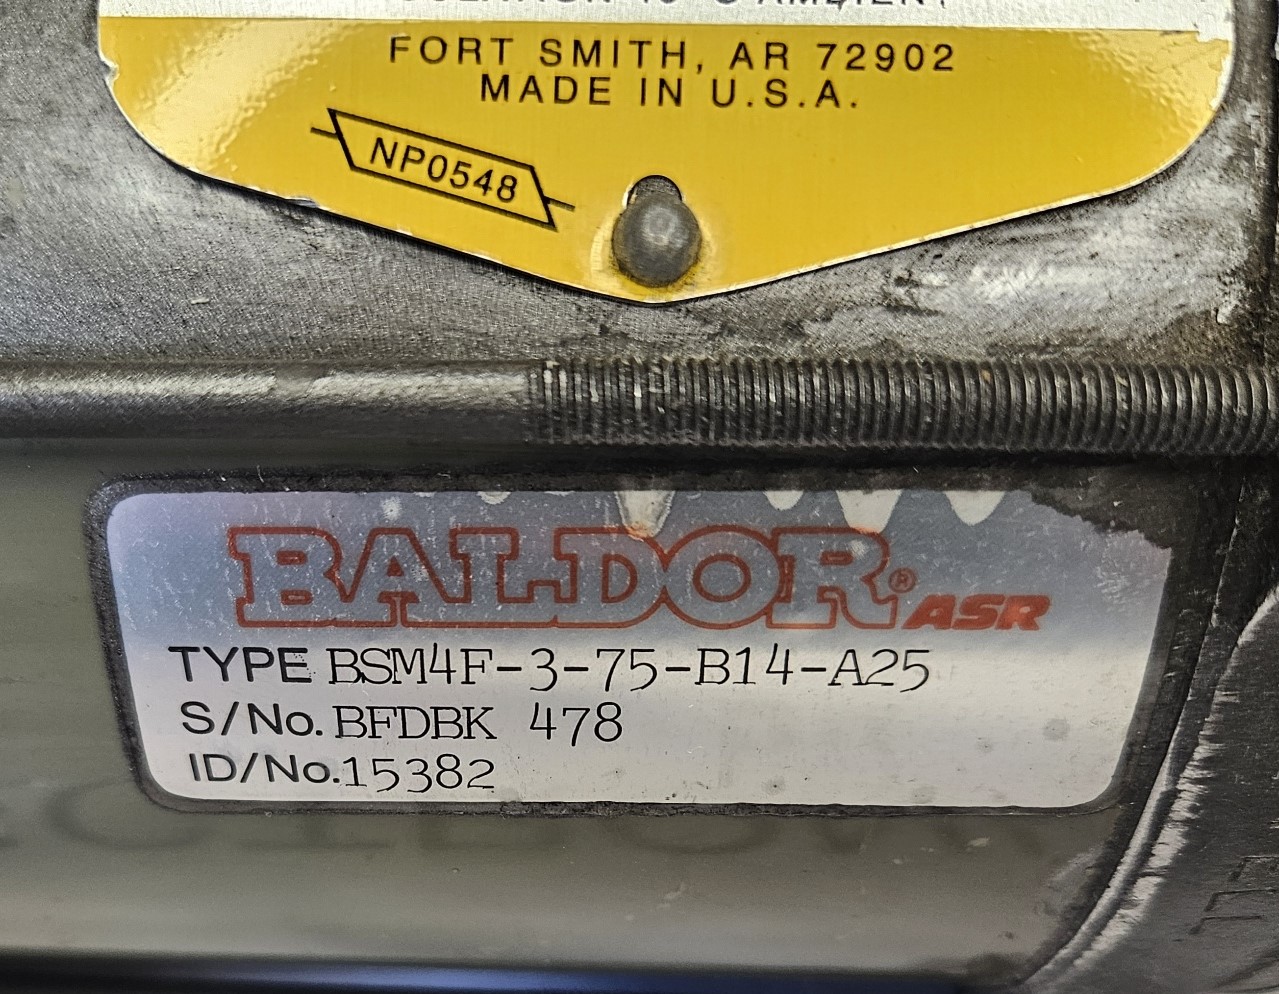 FORT SMITH, AR 72902
MADE IN U.S.A.
NP0548
BALDOR® ASR
TYPE BSM4F-3-75-B14-A25
S/No. BFDBK 478
ID/No. 15382